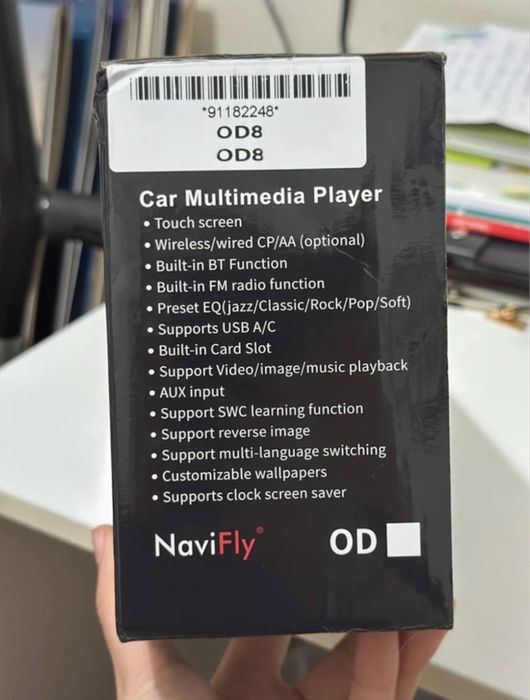 *91182248*
OD8
OD8
Car Multimedia Player
• Touch screen
• Wireless/wired CP/AA (optional)
• Built-in BT Function
• Built-in FM radio function
• Preset EQ(jazz/Classic/Rock/Pop/Soft)
• Supports USB A/C
• Built-in Card Slot
• Support Video/image/music playback
• AUX input
• Support SWC learning function
• Support reverse image
• Support multi-language switching
• Customizable wallpapers
• Supports clock screen saver
NaviFly® OD